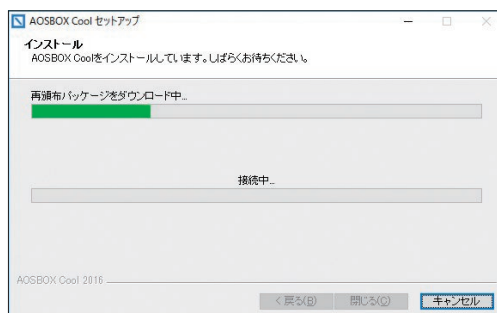 AOSBOX Cool セットアップ
インストール
AOSBOX Coolをインストールしています。しばらくお待ちください。
再頒布パッケージをダウンロード中...
接続中...
AOSBOX Cool 2016
< 戻る(B) 閉じる(C) キャンセル